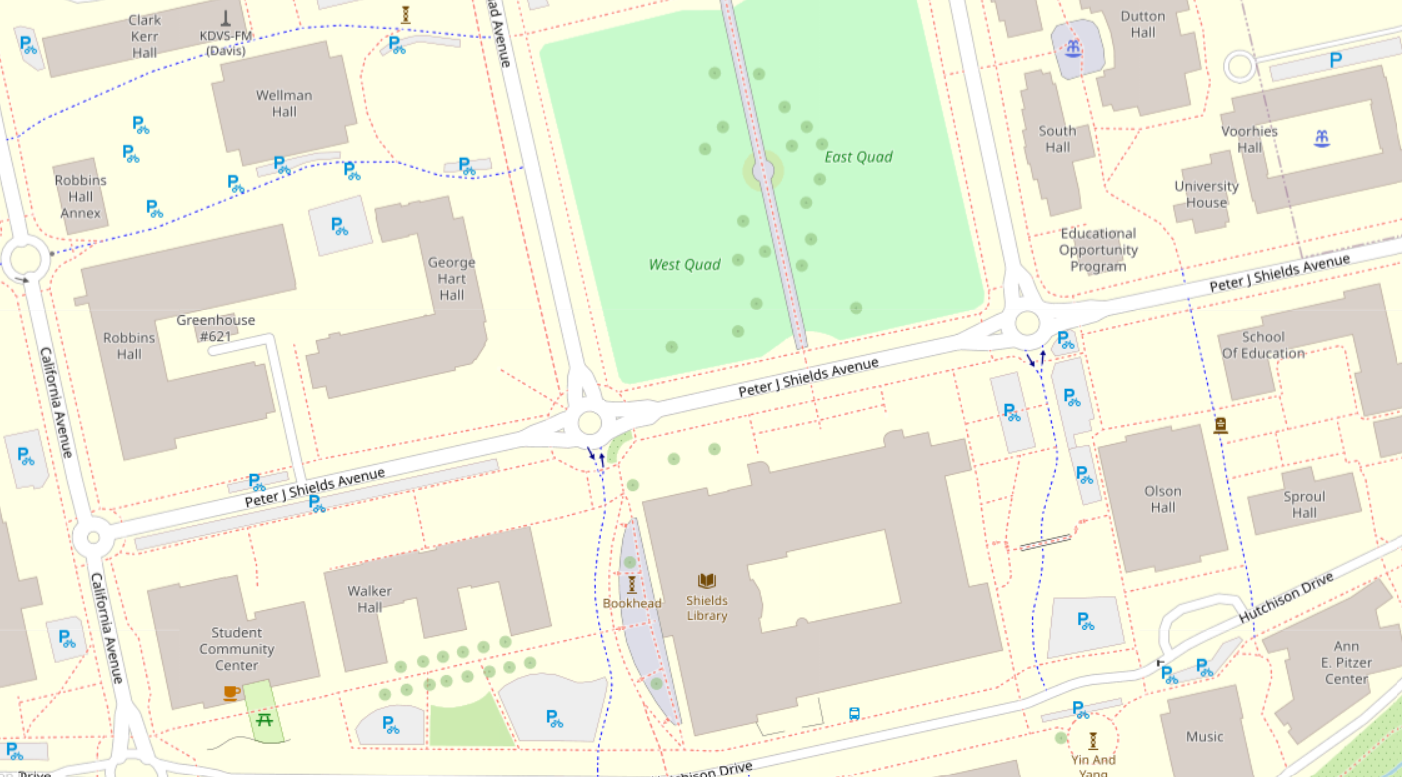 Clark
Kerr
Hall
KDVS-FM
(Davis)
P
Avenue
Dutton
Hall
P
Wellman
Hall
P
P
South
Hall
Voorhies
Hall
East Quad
Robbins
Hall
Annex
P
P
P
P
P
P
P
University
House
Educational
Opportunity
Program
West Quad
George
Hart
Hall
Peter J Shields Avenue
Greenhouse
#621
Robbins
Hall
School
Of Education
P
California Avenue
Peter J Shields Avenue
P
P
P
P
P
P
Peter J Shields Avenue
Olson
Hall
Sproul
Hall
California Avenue
Walker
Hall
Bookhead
Shields
Library
Hutchison Drive
Student
Community
Center
P
P
Ann
E. Pitzer
Center
P
P
P
P
P
P
Music
Yin And
Yang
Drive
Hutchison Drive